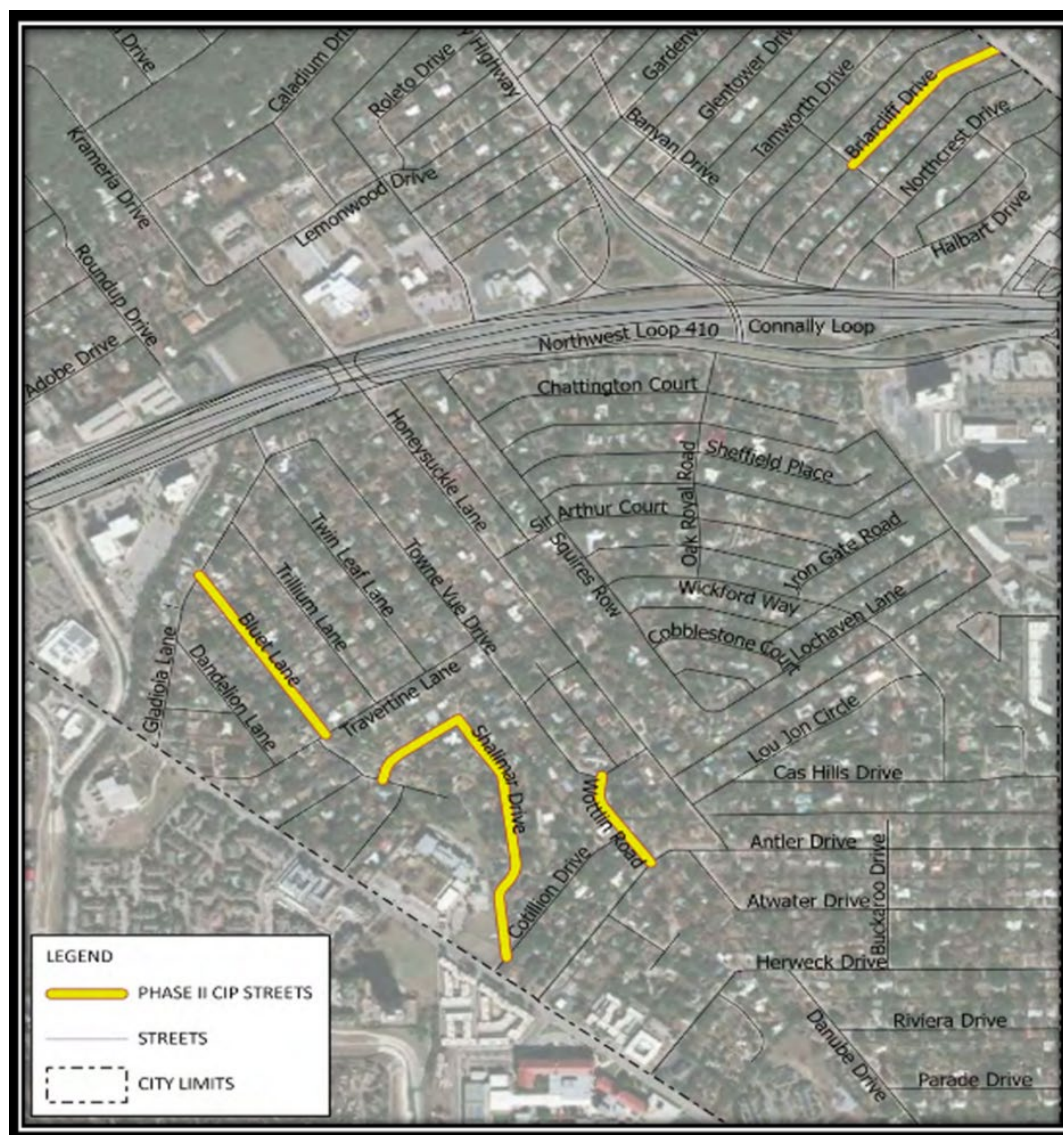 Drive
Caladium Dri
Roleto Drive
y Highway
Gardenv
Glentower Driv
Tamworth Drive
Briarcliff Drive
Banyan Drive
Northcrest Drive
Krameria Drive
Lemonwood Drive
Halbart Drive
Roundup Drive
Northwest Loop 410
Connally Loop
Adobe Drive
Chattington Court
Honeysuckle Lane
Sheffield Place
Oak Royal Road
Sir Arthur Court
Squires Row
Lyon Gate Road
Twin Leaf Lane
Towne Vue Drive
Trillium Lane
Wickford Way
Cobblestone Court
Lochaven Lane
Bluet Lane
Gladiola Lane
Dandelion Lane
Travertine Lane
Lou Jon Circle
Shalimar Drive
Cas Hills Drive
Wottlin Road
Antler Drive
Cotillion Drive
Atwater Drive
Buckaroo Drive
Herweck Drive
Danube Drive
Riviera Drive
Parade Drive
LEGEND
PHASE II CIP STREETS
STREETS
CITY LIMITS